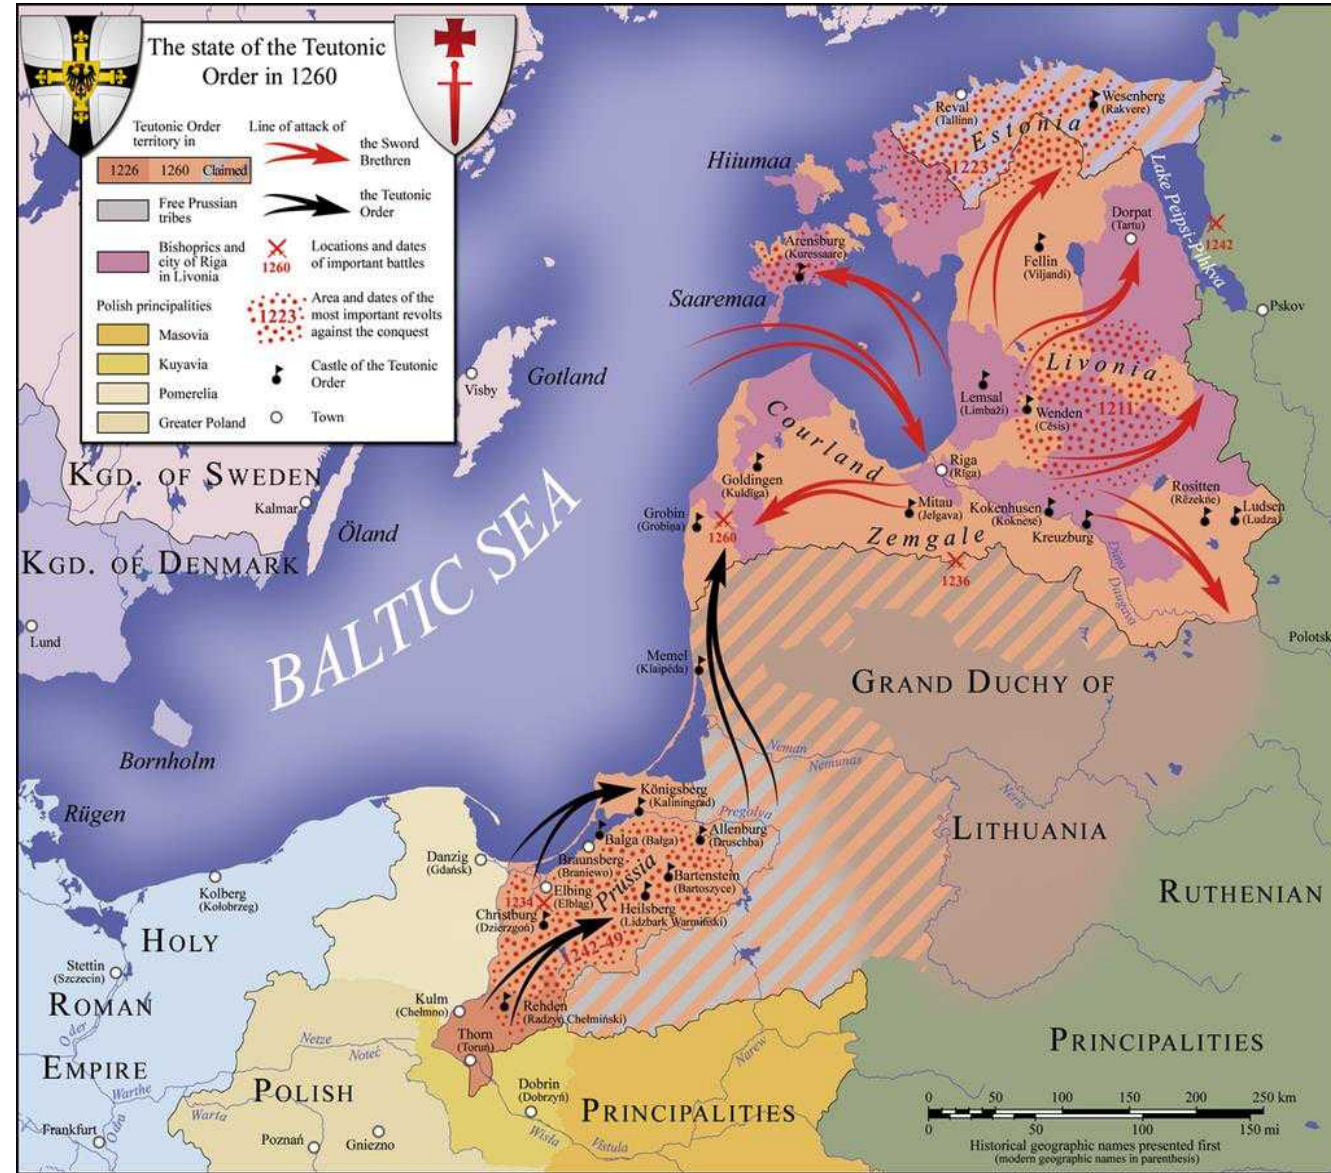 The state of the Teutonic
Order in 1260
Teutonic Order
territory in
1226 1260 Claimed
Free Prussian
tribes
Bishoprics and
city of Riga
in Livonia
Polish principalities
Masovia
Kuyavia
Pomerelia
Greater Poland
Line of attack of
the Sword
Brethren
the Teutonic
Order
1260
Locations and dates
of important battles
1223
Area and dates of the
most important revolts
against the conquest
Castle of the Teutonic
Order
Town
Reval
(Tallinn)
Wesenberg
(Rakvere)
Estonia
1223
Hiiumaa
Lake Peipsi-Pihkva
Dorpat
(Tartu)
1242
Arensburg
(Kuressaare)
Fellin
(Viljandi)
Saaremaa
Pskov
Visby
Gotland
Livonia
Lemsal
(Limbaži)
Wenden
(Cēsis)
1211
Courland
Riga
(Rīga)
KGD. OF SWEDEN
Kalmar
Öland
Goldingen
(Kuldīga)
Grobin
(Grobiņa)
1260
Mitau
(Jelgava)
Kokenhusen
(Koknese)
Kreuzburg
Rositten
(Rēzekne)
Ludsen
(Ludza)
Zemgale
1236
Düna
Daugava
KGD. OF DENMARK
Lund
BALTIC SEA
Polotsk
Memel
(Klaipėda)
GRAND DUCHY OF
LITHUANIA
Bornholm
Neman
Nemunas
Neris
Rügen
Königsberg
(Kaliningrad)
Pregolya
Balga (Bałga)
Allenburg
(Druschba)
Danzig
(Gdańsk)
Braunsberg
(Braniewo)
Prussia
Bartenstein
(Bartoszyce)
Kolberg
(Kołobrzeg)
1234
Elbing
(Elbląg)
Christburg
(Dzierzgoń)
Heilsberg
(Lidzbark Warmiński)
1242-49
RUTHENIAN
PRINCIPALITIES
HOLY
ROMAN
EMPIRE
Stettin
(Szczecin)
Oder
Kulm
(Chełmno)
Rehden
(Radzyń Chełmiński)
Thorn
(Toruń)
Netze
Noteć
Narew
Warthe
Warta
Odra
POLISH
PRINCIPALITIES
Dobrin
(Dobrzyń)
Wisła
Vistula
Frankfurt
Poznań
Gniezno
0 50 100 150 200 250 km
0 50 100 150 mi
Historical geographic names presented first
(modern geographic names in parenthesis)